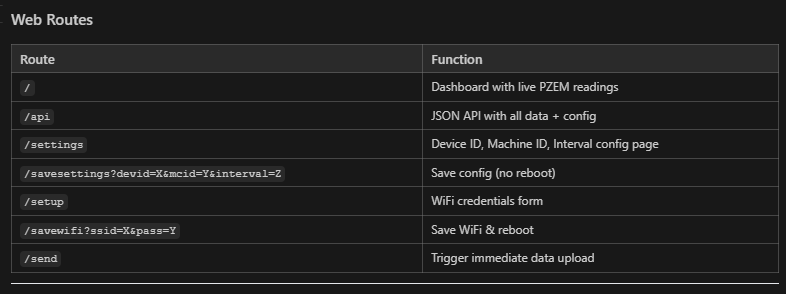 Web Routes
Route Function
/ Dashboard with live PZEM readings
/api JSON API with all data + config
/settings Device ID, Machine ID, Interval config page
/savesettings?devid=X&mcid=Y&interval=Z Save config (no reboot)
/setup WiFi credentials form
/savewifi?ssid=X&pass=Y Save WiFi & reboot
/send Trigger immediate data upload